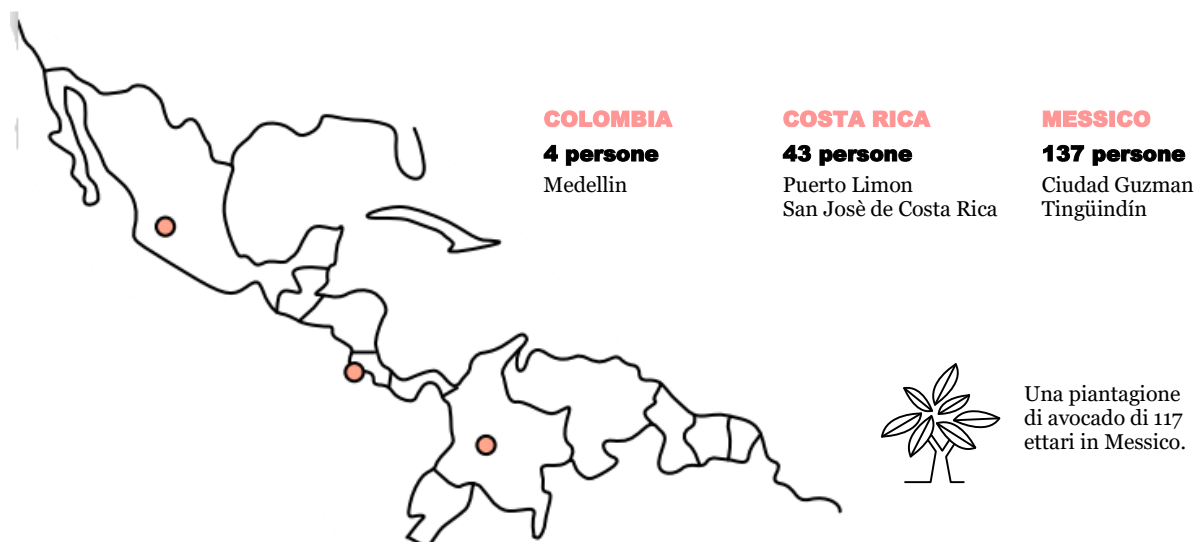 COLOMBIA
4 persone
Medellin
COSTA RICA
43 persone
Puerto Limon
San Josè de Costa Rica
MESSICO
137 persone
Ciudad Guzman
Tingüindín
Una piantagione
di avocado di 117
ettari in Messico.